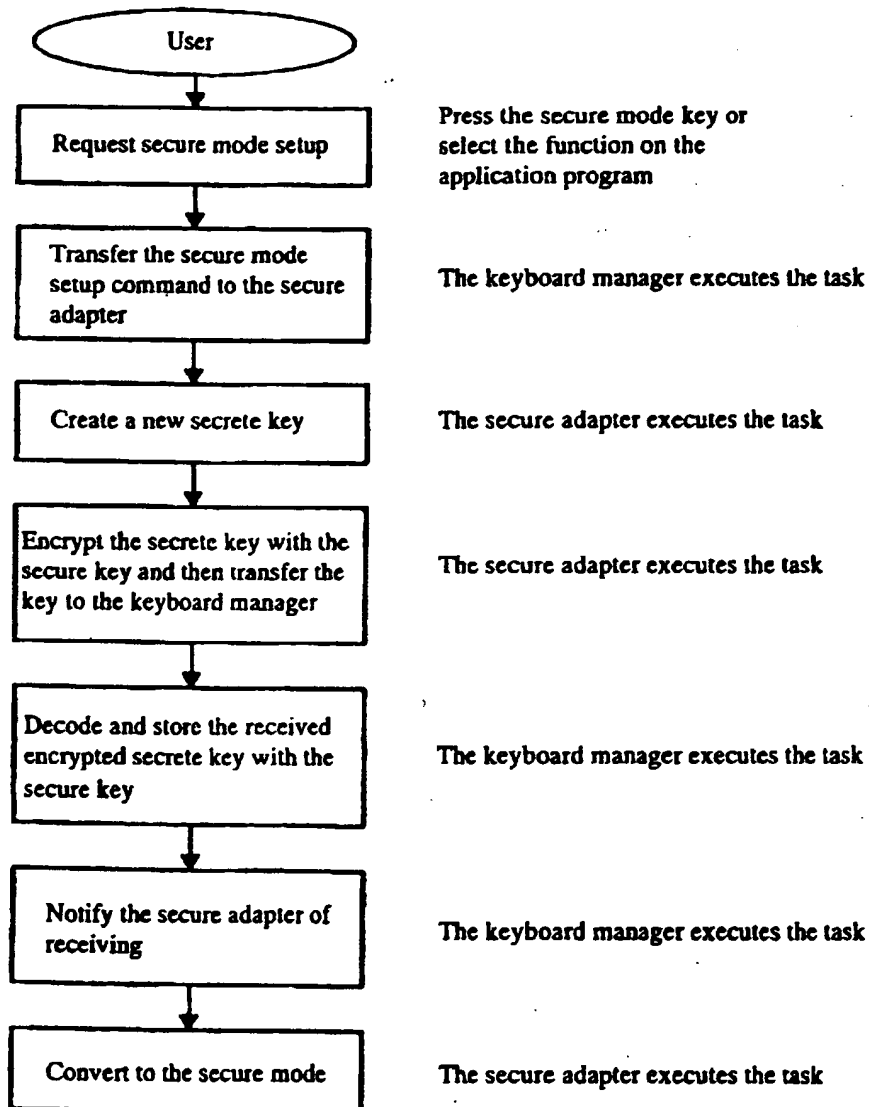 User
Request secure mode setup
Press the secure mode key or
select the function on the
application program
Transfer the secure mode
setup command to the secure
adapter
The keyboard manager executes the task
Create a new secrete key
The secure adapter executes the task
Encrypt the secrete key with the
secure key and then transfer the
key to the keyboard manager
The secure adapter executes the task
Decode and store the received
encrypted secrete key with the
secure key
The keyboard manager executes the task
Notify the secure adapter of
receiving
The keyboard manager executes the task
Convert to the secure mode
The secure adapter executes the task